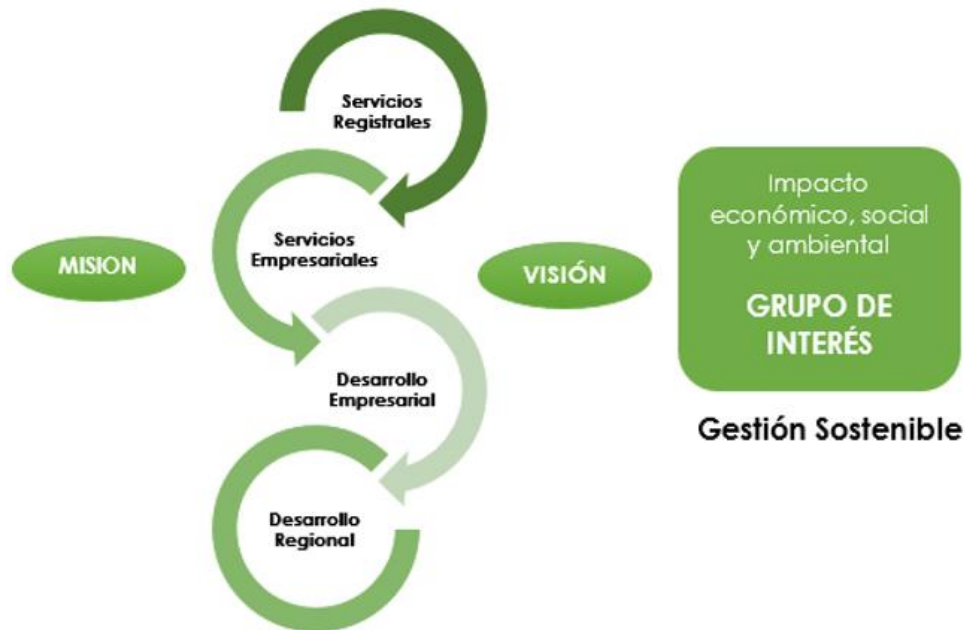 Servicios
Registrales
Servicios
Empresariales
MISION
VISIÓN
Desarrollo
Empresarial
Desarrollo
Regional
Impacto
económico, social
y ambiental
GRUPO DE
INTERÉS
Gestión Sostenible